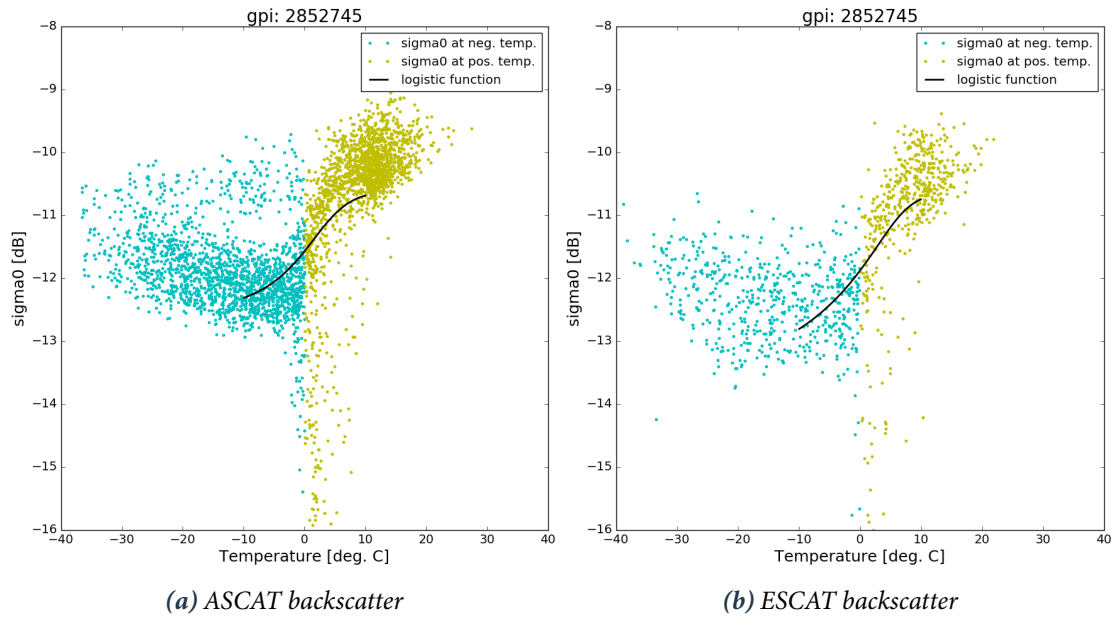 gpi: 2852745
sigma0 at neg. temp.
sigma0 at pos. temp.
logistic function
sigma0 [dB]
−8
−9
−10
−11
−12
−13
−14
−15
−16
−40 −30 −20 −10 0 10 20 30 40
Temperature [deg. C]
(a) ASCAT backscatter
gpi: 2852745
sigma0 at neg. temp.
sigma0 at pos. temp.
logistic function
sigma0 [dB]
−8
−9
−10
−11
−12
−13
−14
−15
−16
−40 −30 −20 −10 0 10 20 30 40
Temperature [deg. C]
(b) ESCAT backscatter